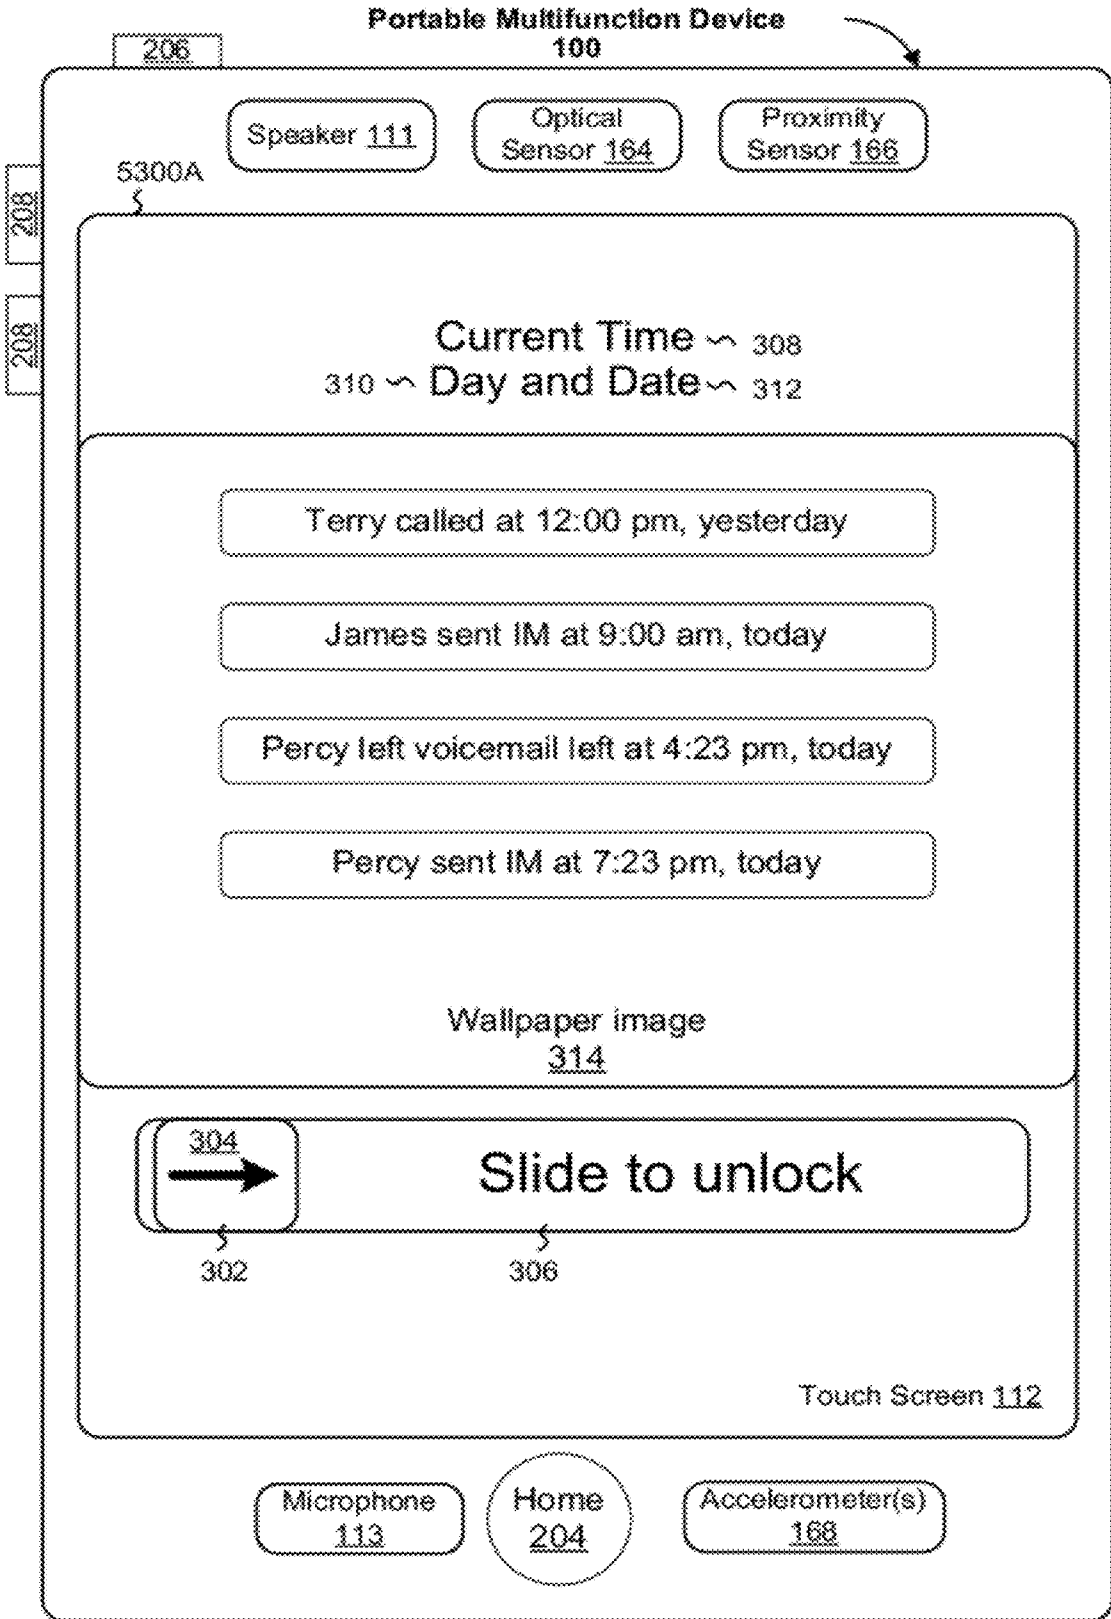 Portable Multifunction Device
100
206
Speaker 111
Optical
Sensor 164
Proximity
Sensor 166
5300A
208
208
Current Time 308
310 Day and Date 312
Terry called at 12:00 pm, yesterday
James sent IM at 9:00 am, today
Percy left voicemail left at 4:23 pm, today
Percy sent IM at 7:23 pm, today
Wallpaper image
314
304
Slide to unlock
302
306
Touch Screen 112
Microphone
113
Home
204
Accelerometer(s)
168